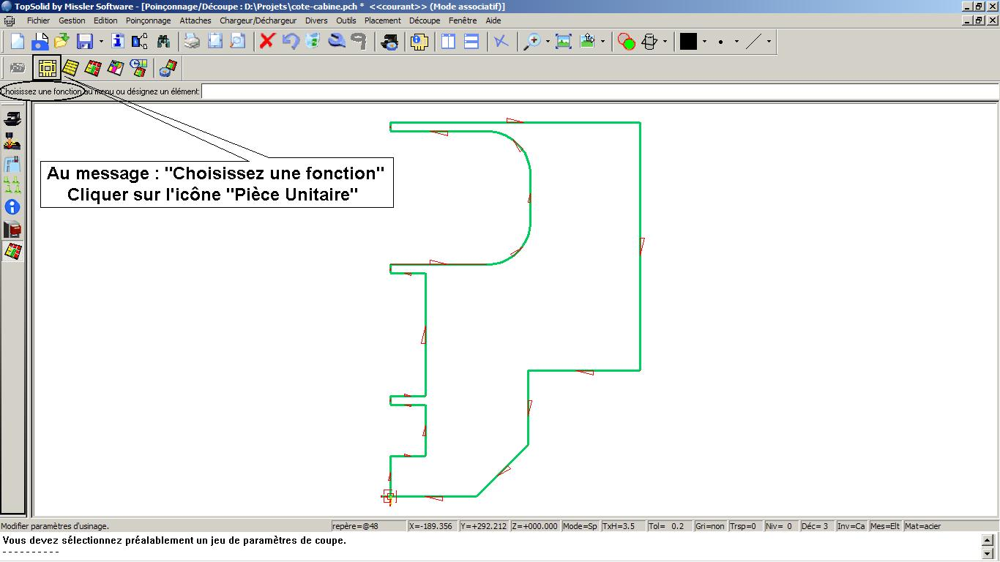 TopSolid by Missler Software - [Poinçonnage/Découpe : D:\Projets\cote-cabine.pch *  <<courant>> (Mode associatif)]
Fichier Gestion Edition Poinçonnage Attaches Chargeur/Déchargeur Divers Outils Placement Découpe Fenêtre Aide
Choisissez une fonction au menu ou désignez un élément:
Au message : "Choisissez une fonction"
Cliquer sur l'icône "Pièce Unitaire"
Modifier paramètres d'usinage. repère=@48 X=-189.356 Y=+292.212 Z=+000.000 Mode=Sp TxH=3.5 Tol= 0.2 Gri=non Trsp=0 Niv= 0 Déc= 3 Inv=Ca Mes=Elt Mat=acier
Vous devez sélectionnez préalablement un jeu de paramètres de coupe.
- - - - - - - - - -